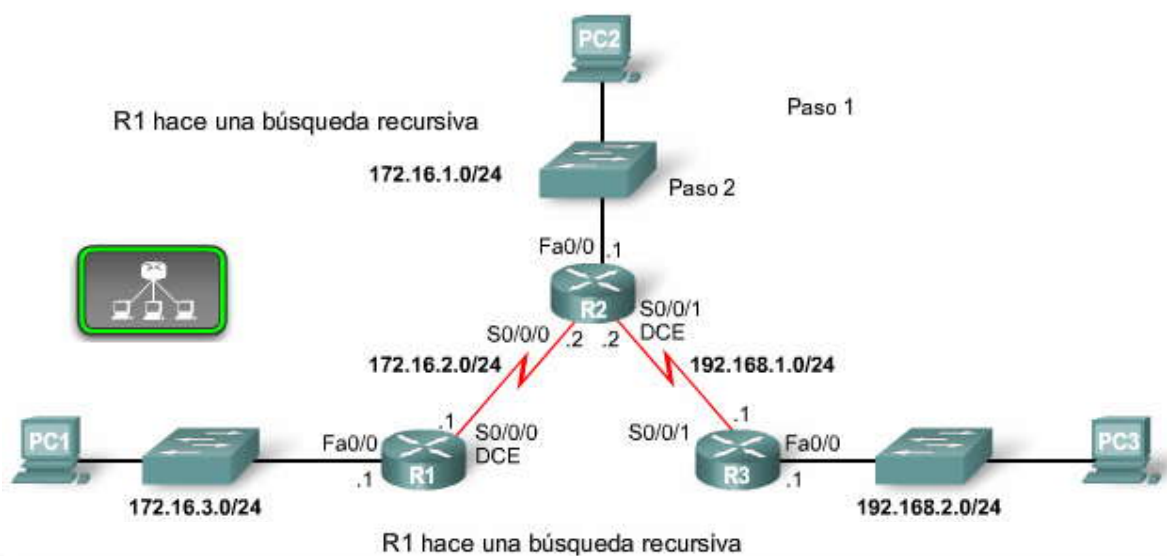 PC2
Paso 1
R1 hace una búsqueda recursiva
172.16.1.0/24
Paso 2
Fa0/0
.1
R2
S0/0/1
DCE
S0/0/0
.2
.2
172.16.2.0/24
192.168.1.0/24
.1
.1
PC1
Fa0/0
S0/0/0
DCE
S0/0/1
Fa0/0
PC3
.1
R1
R3
.1
172.16.3.0/24
192.168.2.0/24
R1 hace una búsqueda recursiva